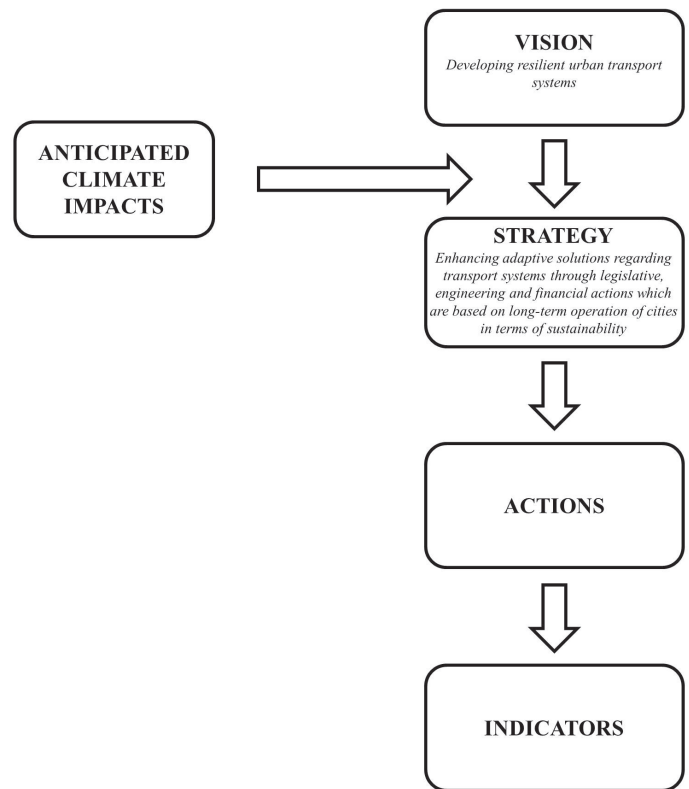 VISION
Developing resilient urban transport
systems
ANTICIPATED
CLIMATE
IMPACTS
STRATEGY
Enhancing adaptive solutions regarding
transport systems through legislative,
engineering and financial actions which
are based on long-term operation of cities
in terms of sustainability
ACTIONS
INDICATORS